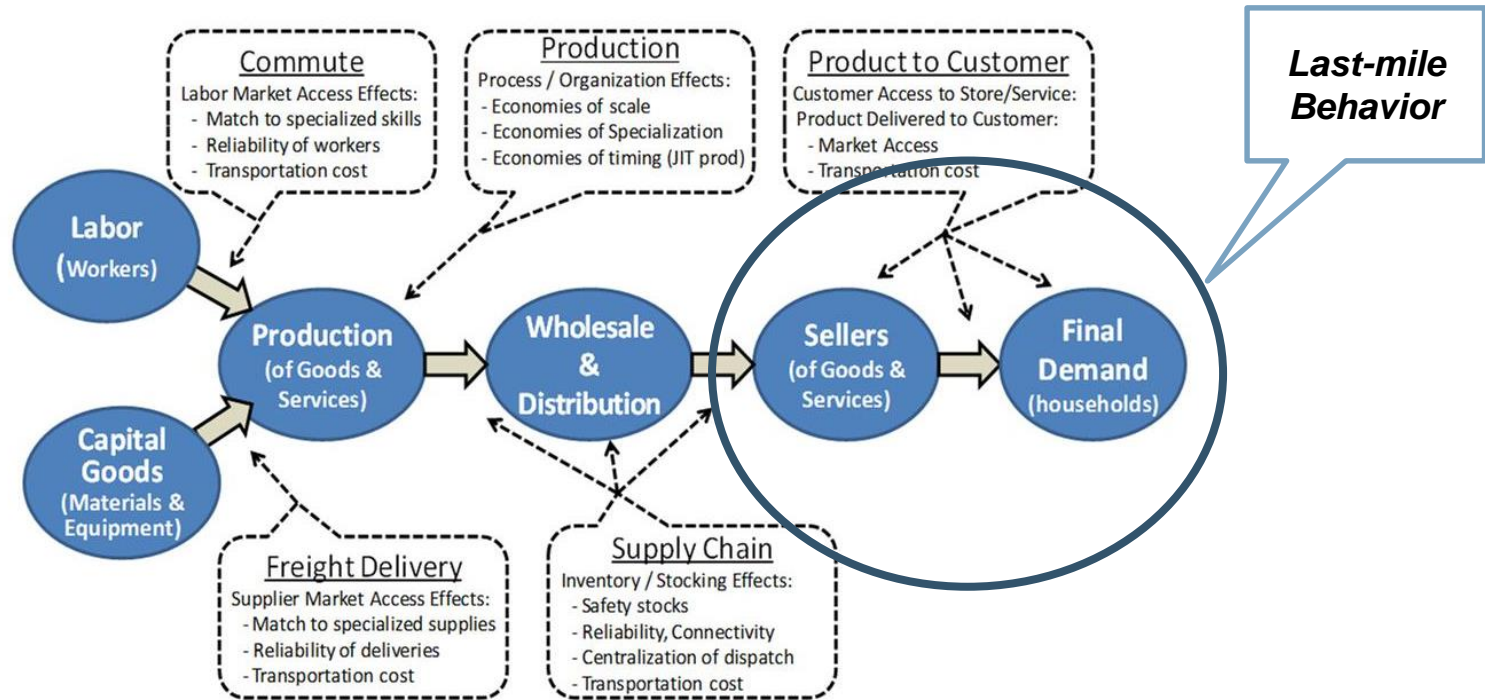 Commute
Labor Market Access Effects:
- Match to specialized skills
- Reliability of workers
- Transportation cost
Production
Process / Organization Effects:
- Economies of scale
- Economies of Specialization
- Economies of timing (JIT prod)
Product to Customer
Customer Access to Store/Service:
Product Delivered to Customer:
- Market Access
- Transportation cost
Last-mile
Behavior
Labor
(Workers)
Production
(of Goods &
Services)
Wholesale
&
Distribution
Sellers
(of Goods &
Services)
Final
Demand
(households)
Capital
Goods
(Materials &
Equipment)
Freight Delivery
Supplier Market Access Effects:
- Match to specialized supplies
- Reliability of deliveries
- Transportation cost
Supply Chain
Inventory / Stocking Effects:
- Safety stocks
- Reliability, Connectivity
- Centralization of dispatch
- Transportation cost